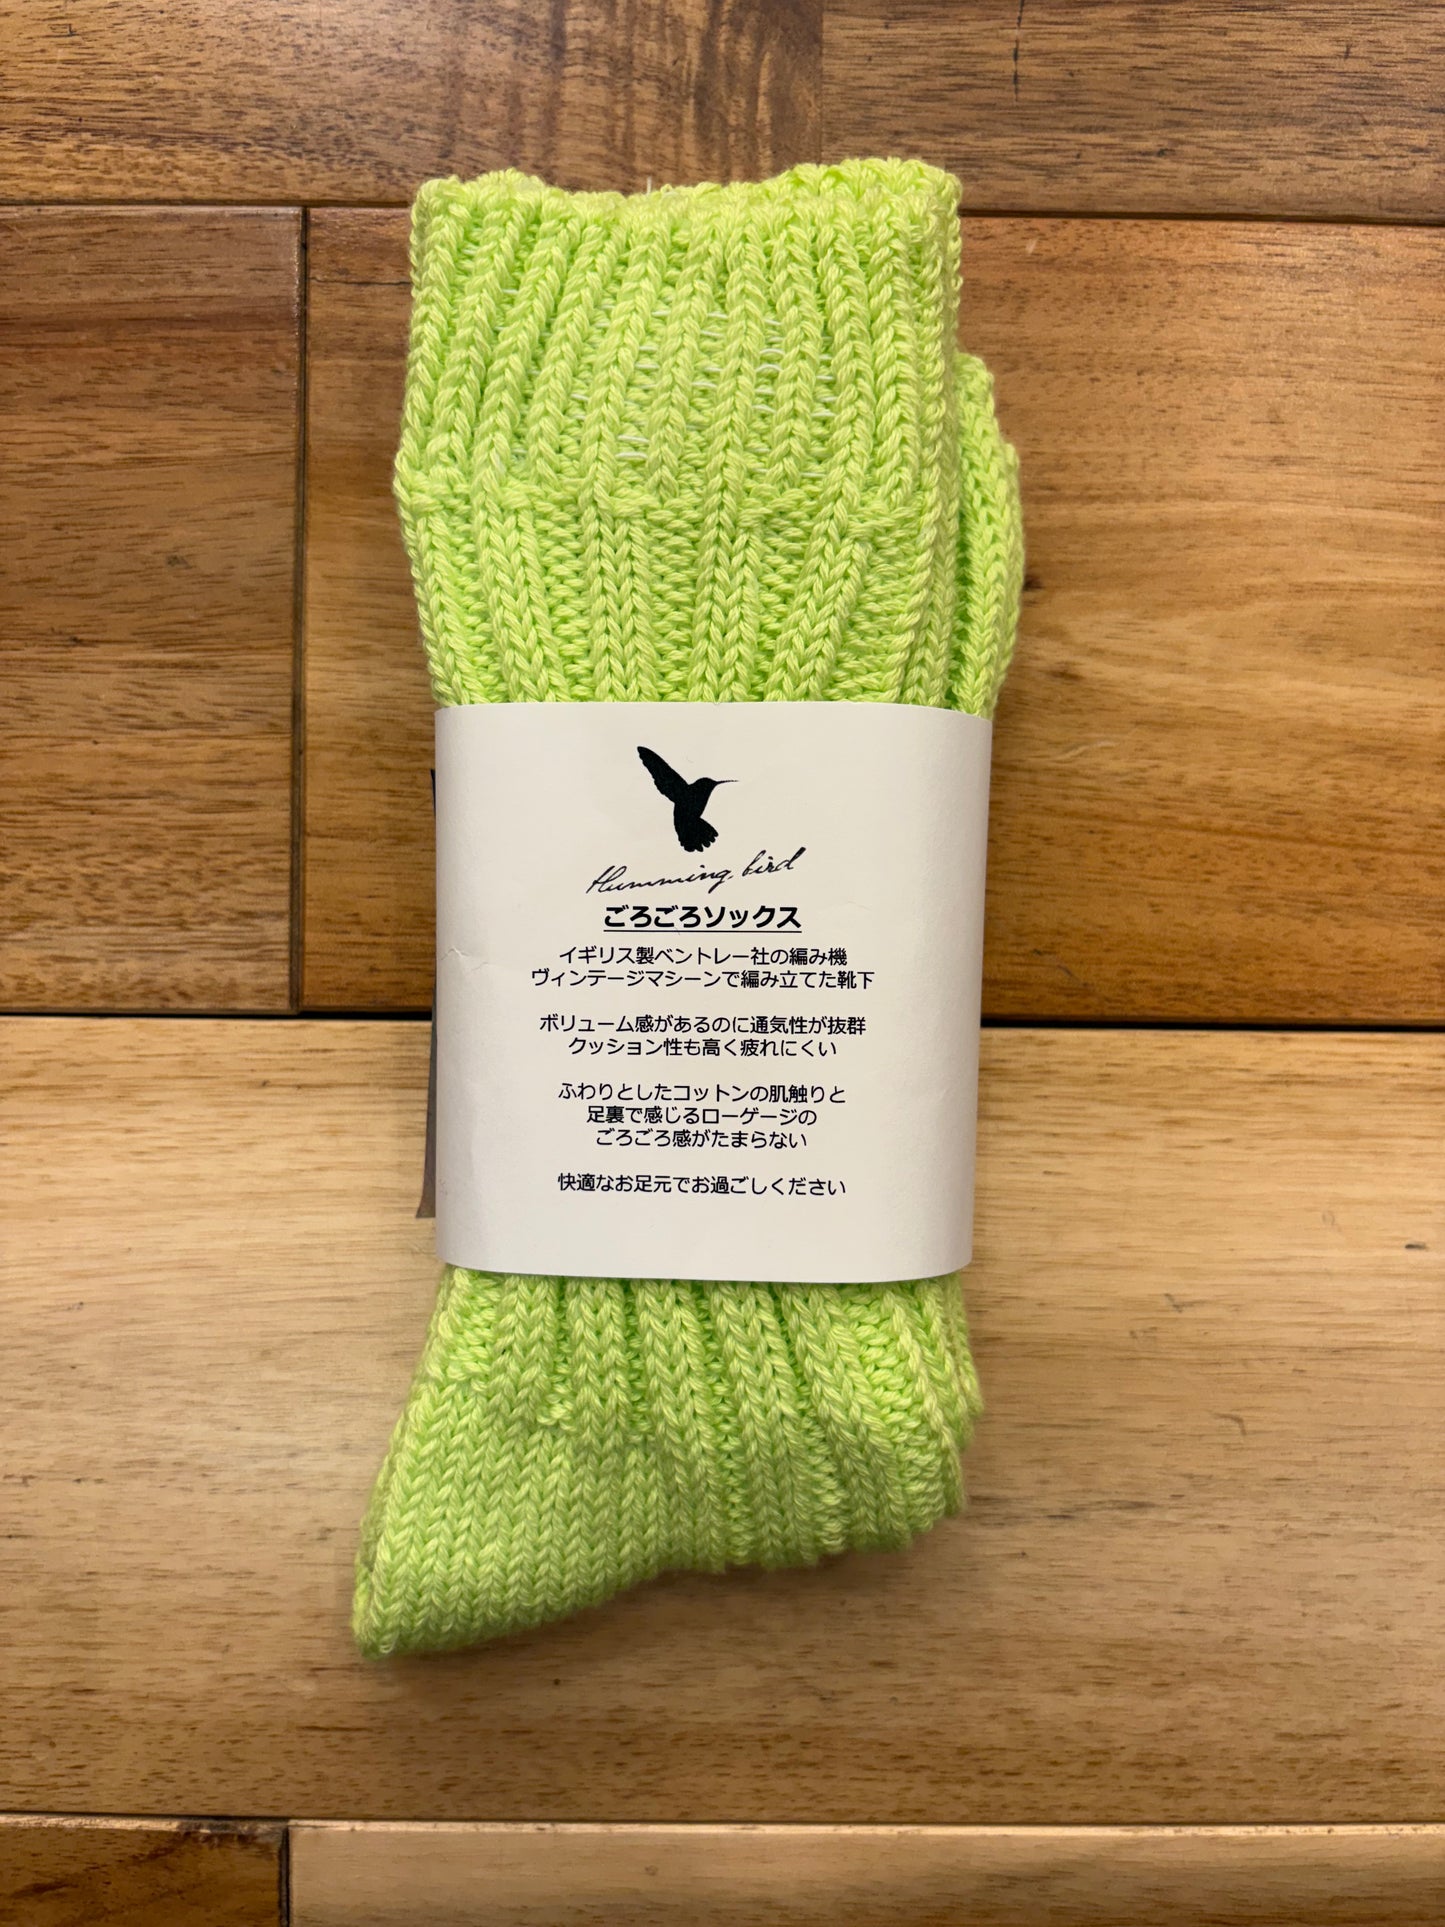 Humming bird
ごろごろソックス
イギリス製ベントレー社の編み機
ヴィンテージマシーンで編み立てた靴下
ボリューム感があるのに通気性が抜群
クッション性も高く疲れにくい
ふわりとしたコットンの肌触りと
足裏で感じるローゲージの
ごろごろ感がたまらない
快適なお足元でお過ごしください